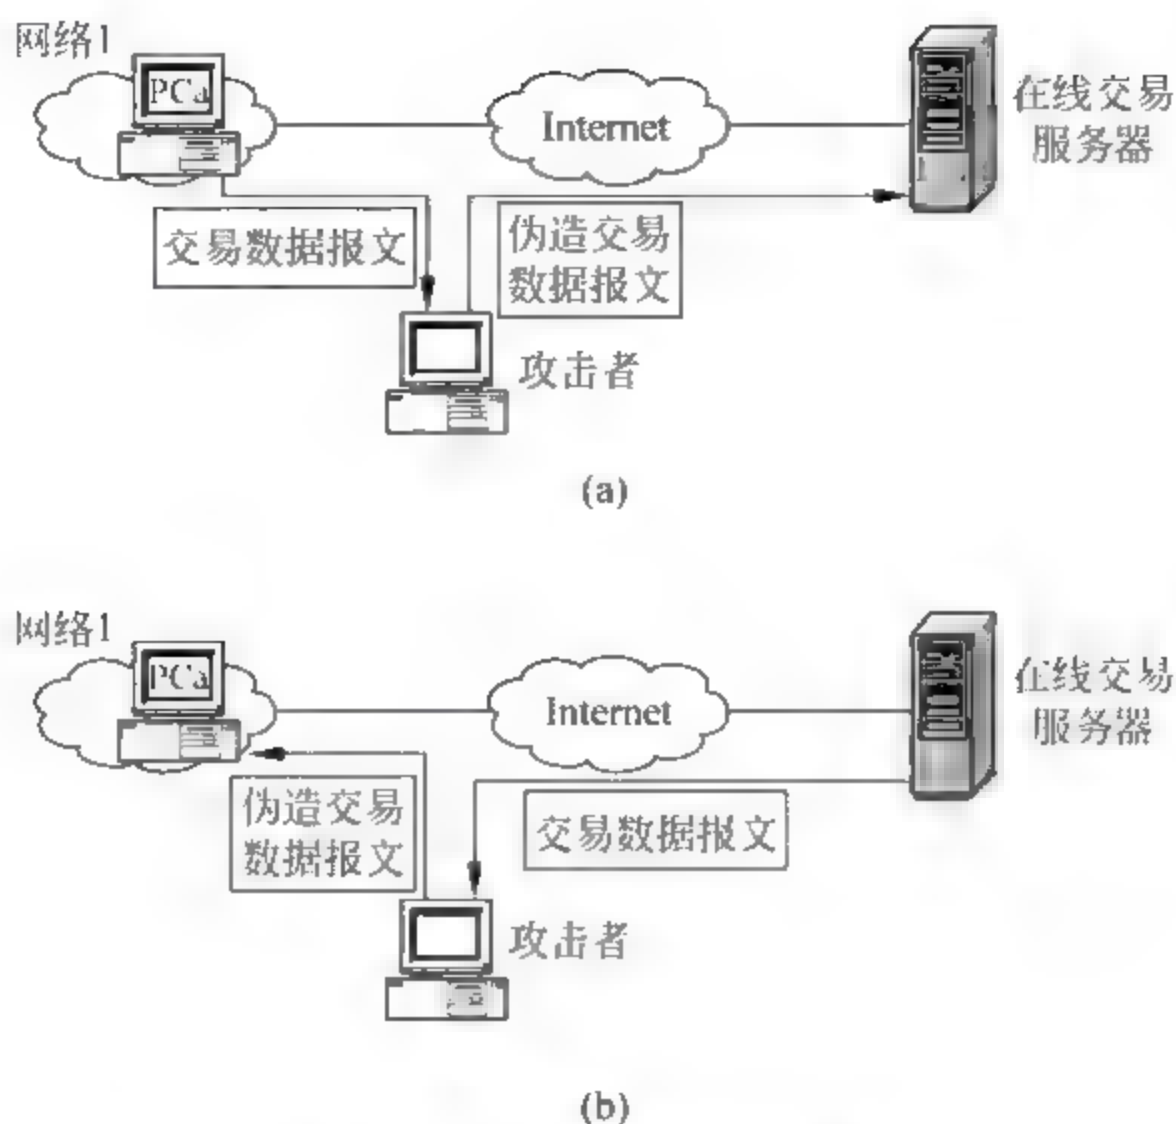 网络1
PCa
Internet
在线交易
服务器
交易数据报文
伪造交易
数据报文
攻击者
(a)
网络1
PCa
Internet
在线交易
服务器
伪造交易
数据报文
交易数据报文
攻击者
(b)